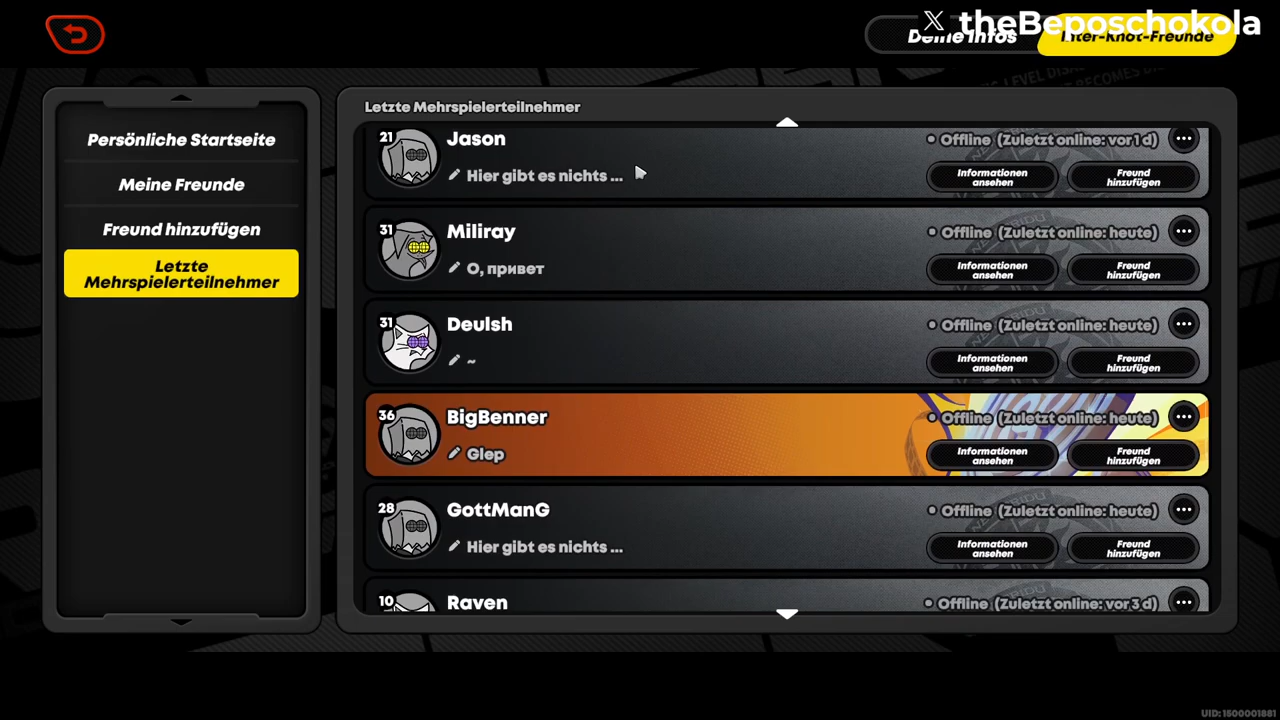 𝕏 theBeposchokola
Deine Infos
Inter-Knot-Freunde
Persönliche Startseite
Meine Freunde
Freund hinzufügen
Letzte
Mehrspielerteilnehmer
Letzte Mehrspielerteilnehmer
21
Jason
Hier gibt es nichts ...
Offline (Zuletzt online: vor 1 d)
Informationen
ansehen
Freund
hinzufügen
31
Miliray
О, привет
Offline (Zuletzt online: heute)
Informationen
ansehen
Freund
hinzufügen
31
Deulsh
~
Offline (Zuletzt online: heute)
Informationen
ansehen
Freund
hinzufügen
36
BigBenner
Glep
Offline (Zuletzt online: heute)
Informationen
ansehen
Freund
hinzufügen
28
GottManG
Hier gibt es nichts ...
Offline (Zuletzt online: heute)
Informationen
ansehen
Freund
hinzufügen
10
Raven
Offline (Zuletzt online: vor 3 d)
UID: 1500001881